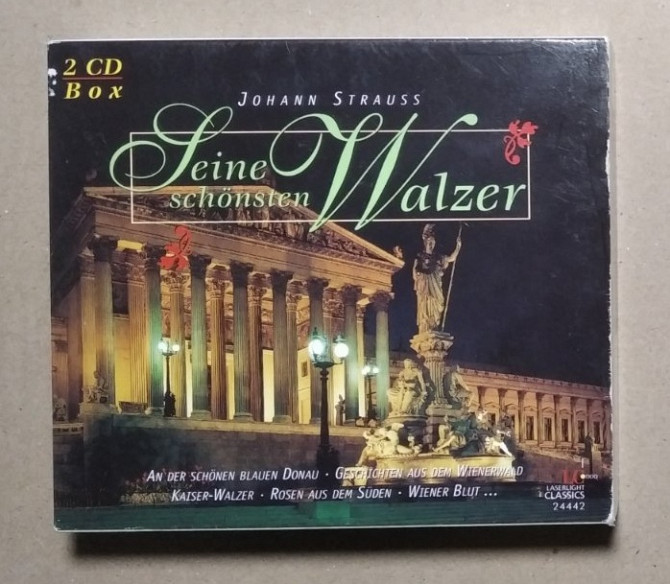 2 CD
Box
JOHANN STRAUSS
Seine
schönsten Walzer
AN DER SCHÖNEN BLAUEN DONAU · GESCHICHTEN AUS DEM WIENERWALD
KAISER-WALZER · ROSEN AUS DEM SÜDEN · WIENER BLUT ...
LASERLIGHT
CLASSICS
24442